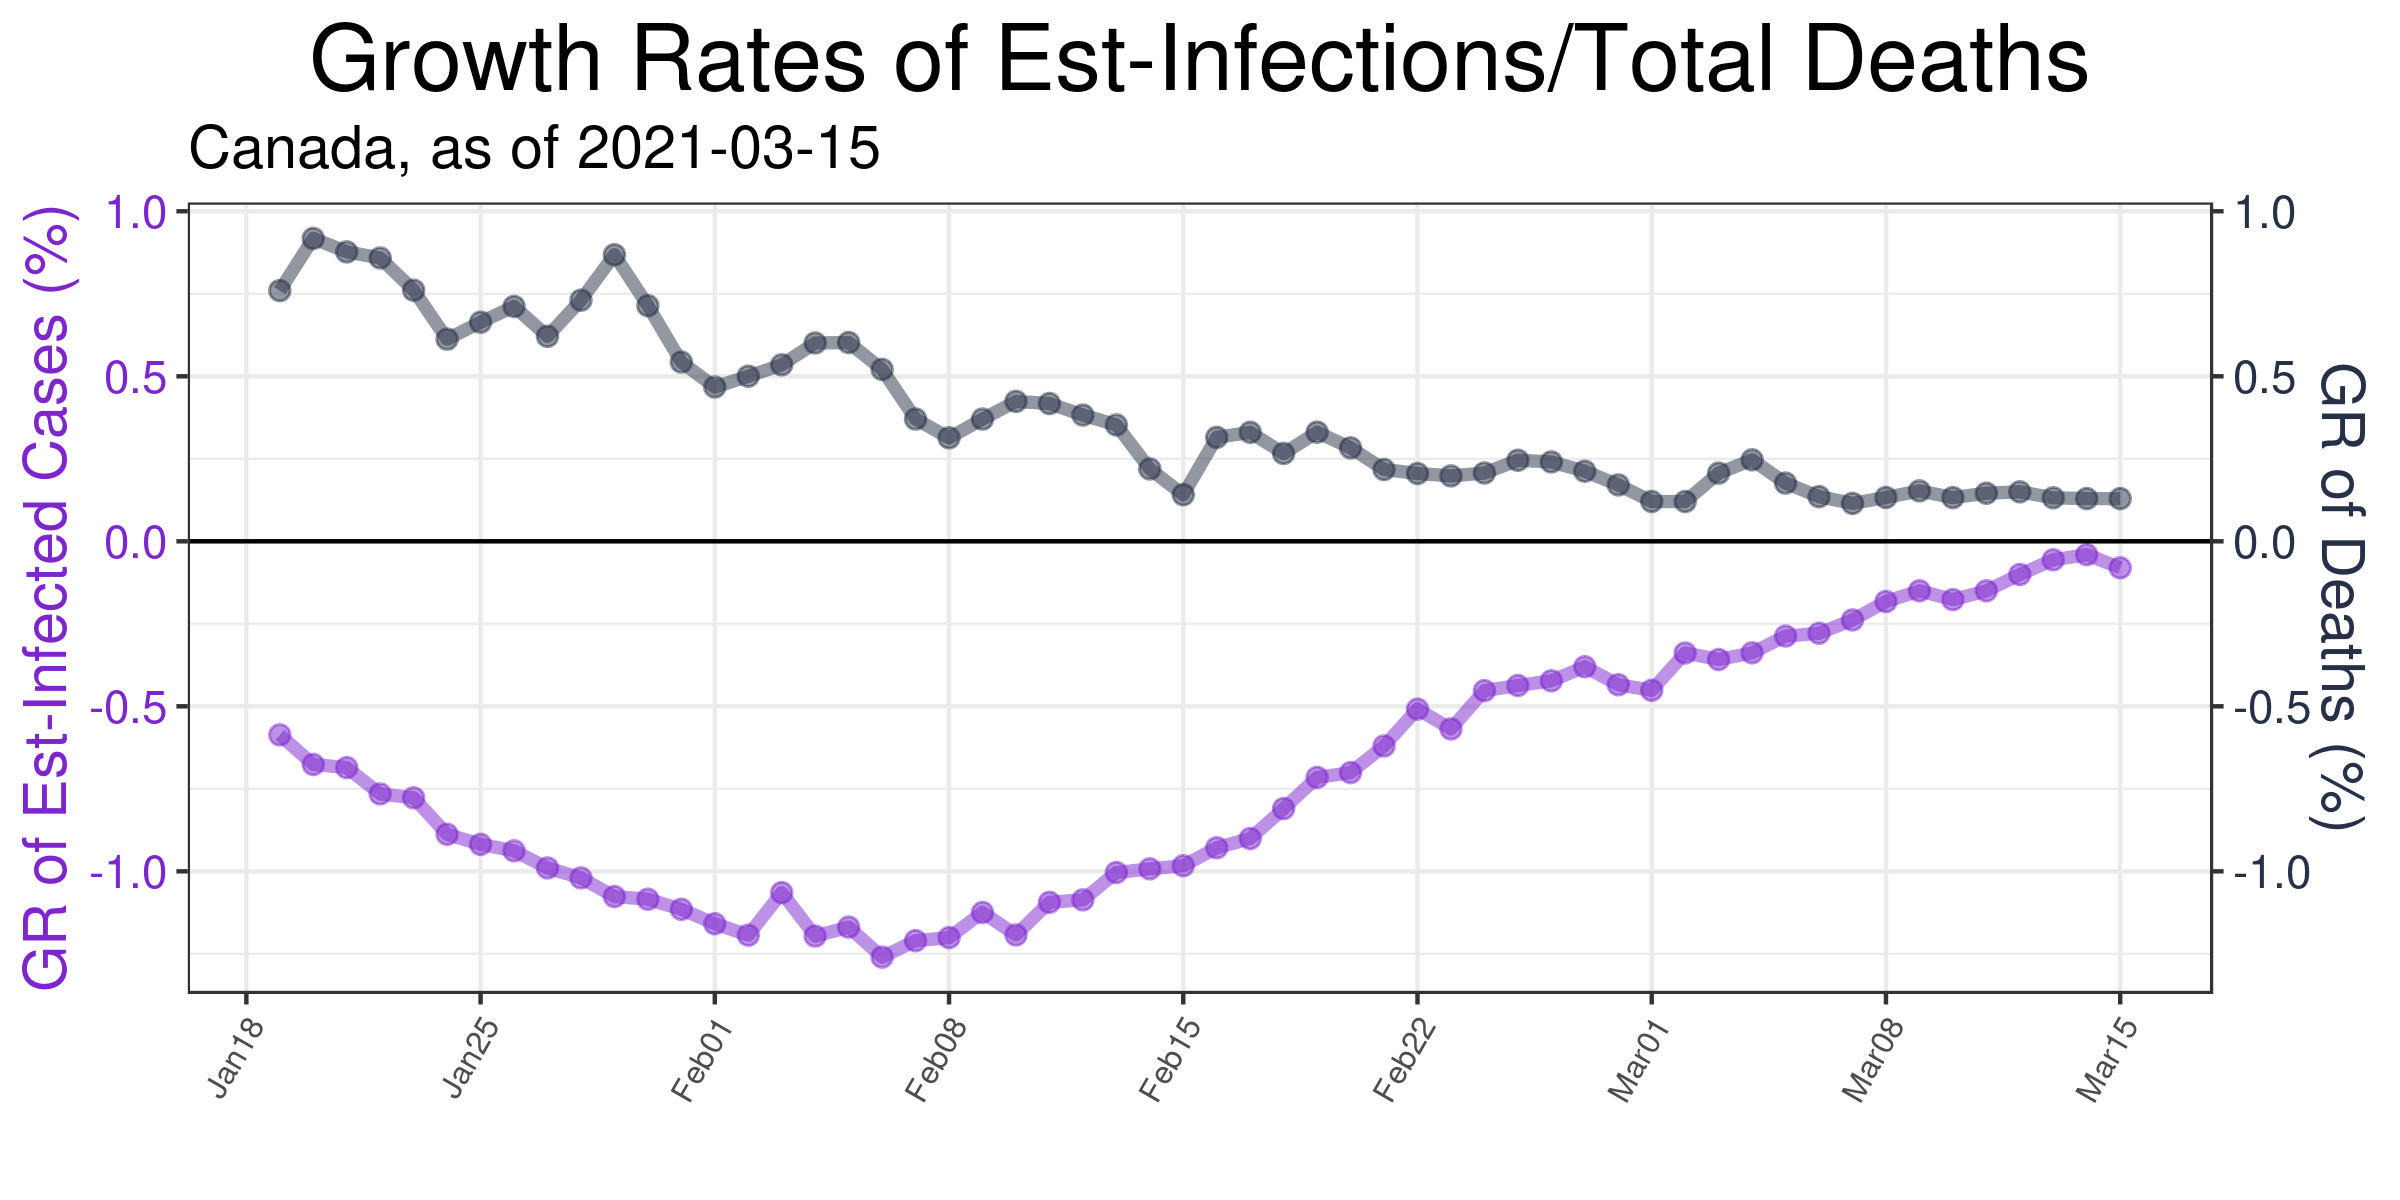 Growth Rates of Est-Infections/Total Deaths
Canada, as of 2021-03-15
GR of Est-Infected Cases (%)
1.0
0.5
0.0
-0.5
-1.0
1.0
0.5
0.0
-0.5
-1.0
GR of Deaths (%)
Jan18
Jan25
Feb01
Feb08
Feb15
Feb22
Mar01
Mar08
Mar15